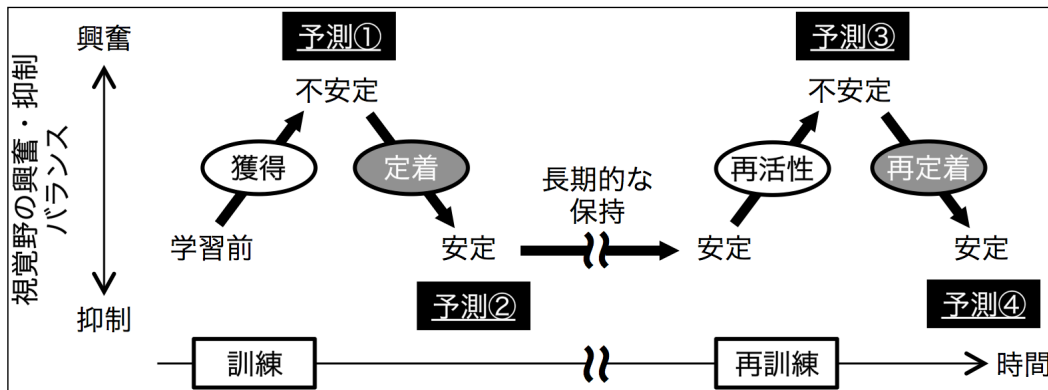 視覚野の興奮・抑制
バランス
興奮
抑制
予測①
不安定
獲得
定着
学習前
安定
予測②
長期的な
保持
予測③
不安定
再活性
再定着
安定
安定
予測④
訓練
再訓練
時間